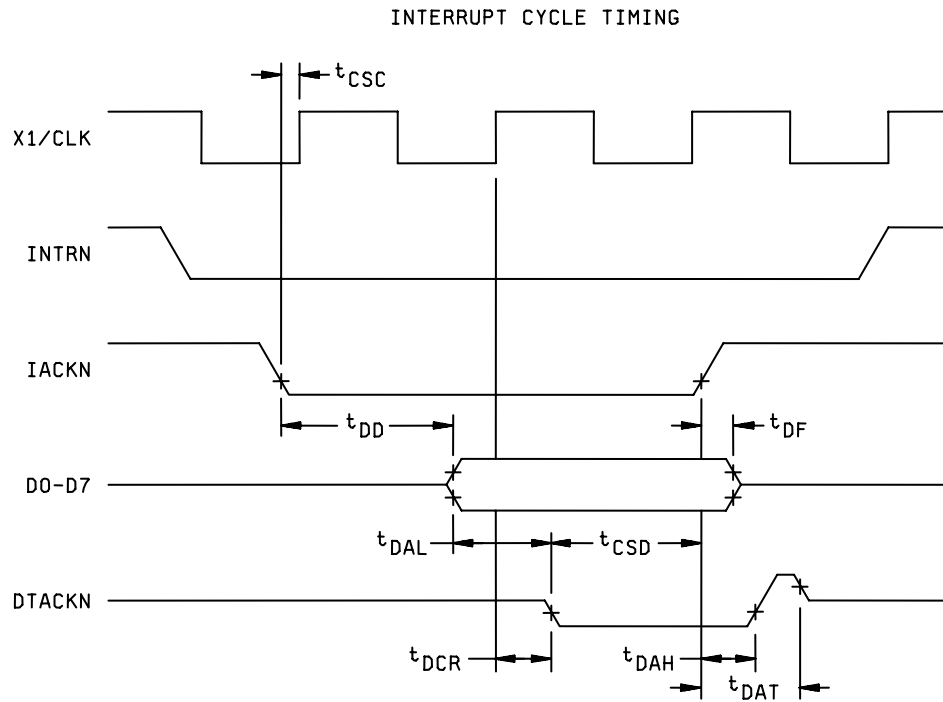 INTERRUPT CYCLE TIMING
tCSC
X1/CLK
INTRN
IACKN
tDD
tDF
D0-D7
tDAL
tCSD
DTACKN
tDCR
tDAH
tDAT